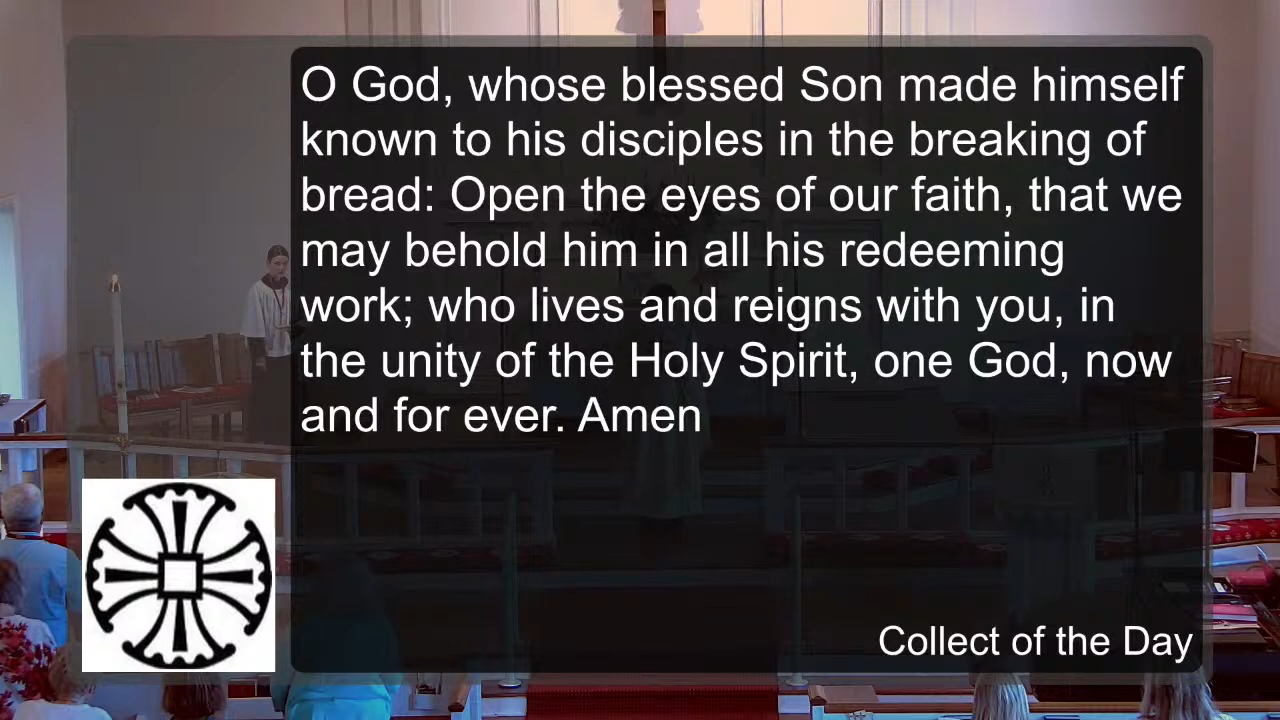 O God, whose blessed Son made himself
known to his disciples in the breaking of
bread: Open the eyes of our faith, that we
may behold him in all his redeeming
work; who lives and reigns with you, in
the unity of the Holy Spirit, one God, now
and for ever. Amen
Collect of the Day